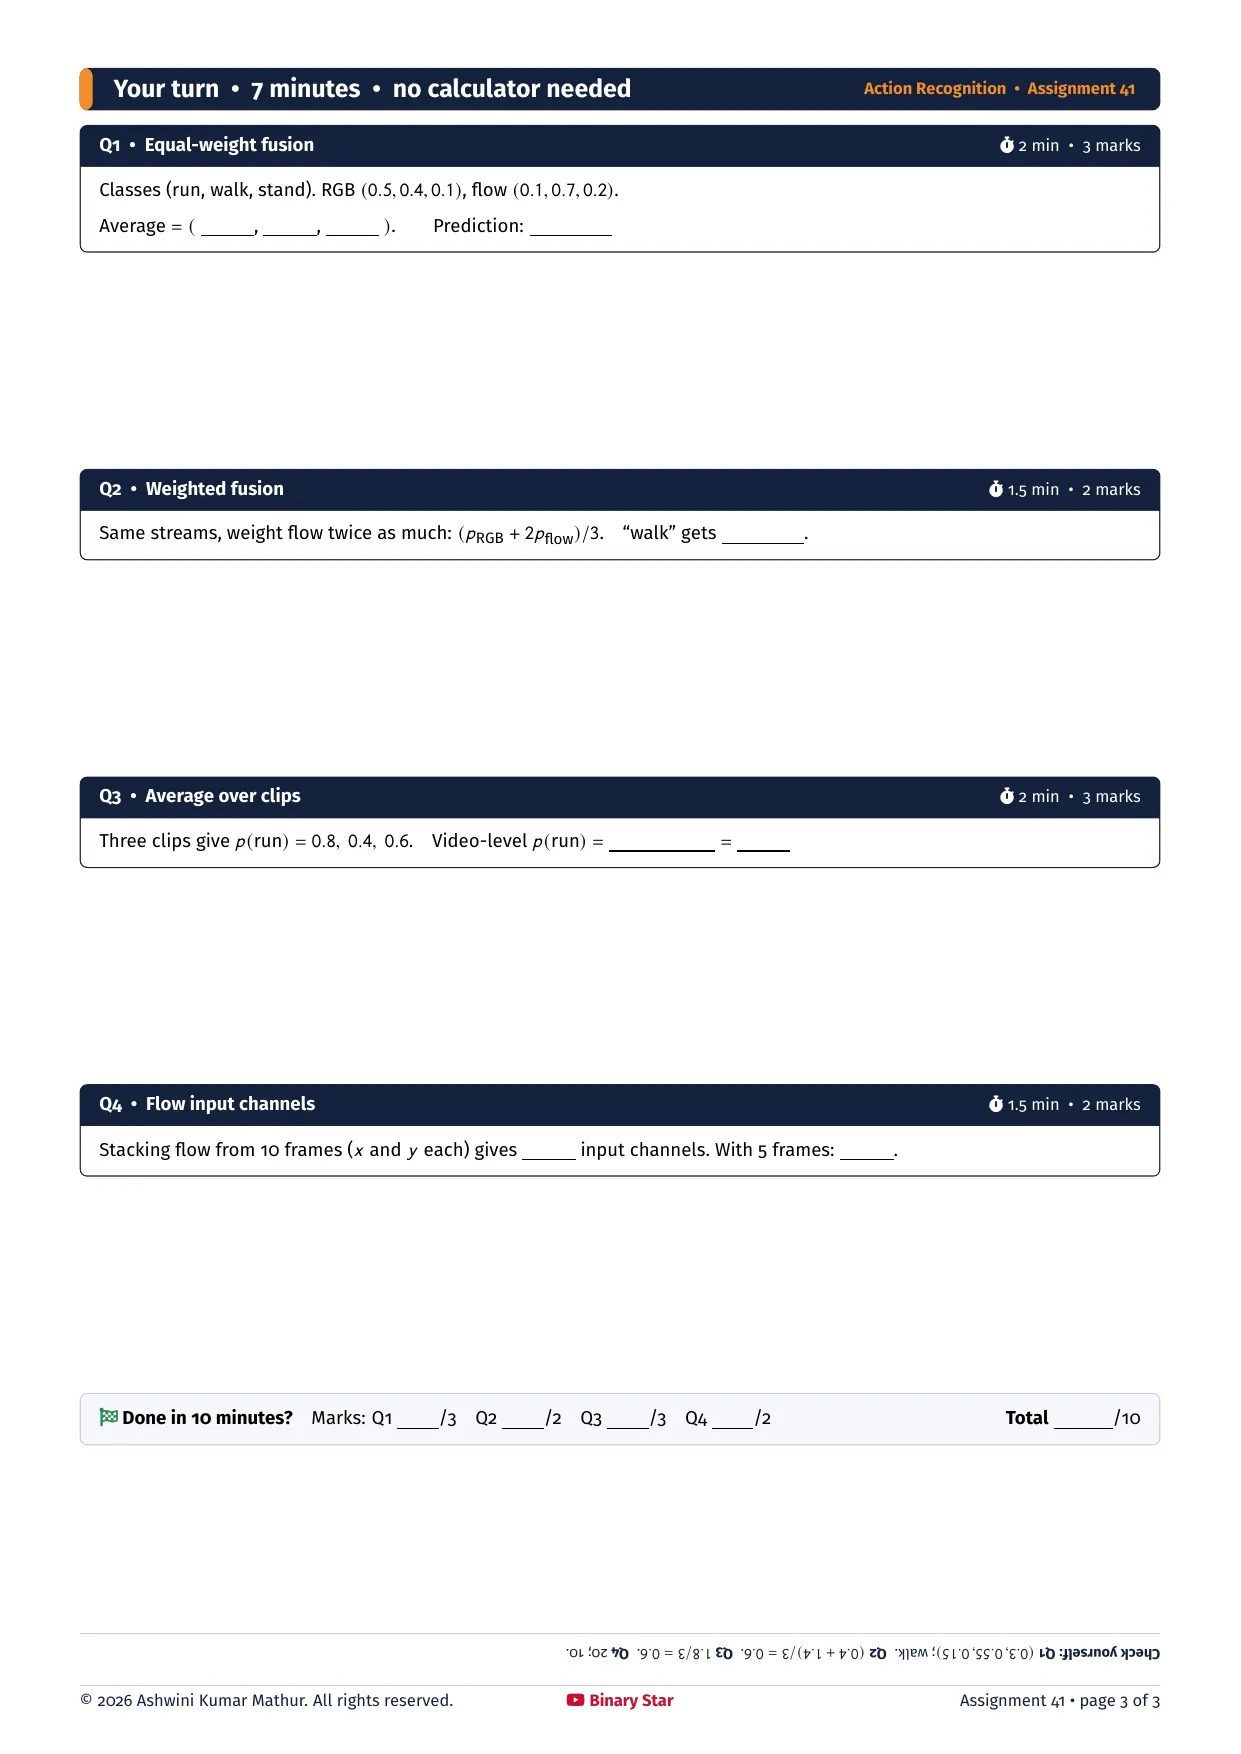 Your turn • 7 minutes • no calculator needed
Action Recognition • Assignment 41
Q1 • Equal-weight fusion
2 min • 3 marks
Classes (run, walk, stand). RGB (0.5, 0.4, 0.1), flow (0.1, 0.7, 0.2).
Average = ( _____, _____, _____ ). Prediction: ________
Q2 • Weighted fusion
1.5 min • 2 marks
Same streams, weight flow twice as much: (pRGB + 2pflow)/3. “walk” gets ________.
Q3 • Average over clips
2 min • 3 marks
Three clips give p(run) = 0.8, 0.4, 0.6. Video-level p(run) = __________ = _____
Q4 • Flow input channels
1.5 min • 2 marks
Stacking flow from 10 frames (x and y each) gives _____ input channels. With 5 frames: _____.
Done in 10 minutes? Marks: Q1 ____/3 Q2 ____/2 Q3 ____/3 Q4 ____/2 Total ______/10
Check yourself: Q1 (0.3, 0.55, 0.15); walk. Q2 (0.4 + 1.4)/3 = 0.6. Q3 1.8/3 = 0.6. Q4 20; 10.
© 2026 Ashwini Kumar Mathur. All rights reserved.
Binary Star
Assignment 41 • page 3 of 3